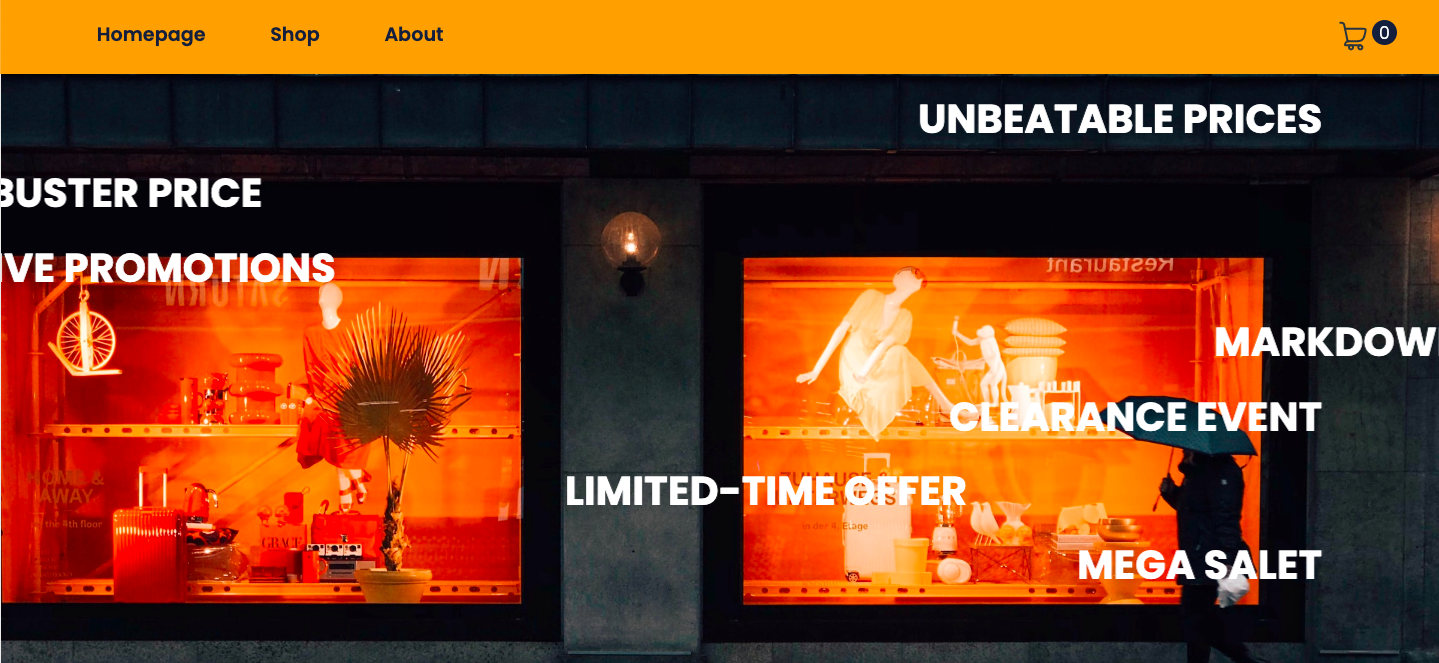 Homepage Shop About 0
UNBEATABLE PRICES
BUSTER PRICE
IVE PROMOTIONS
SATURN
Restaurant
MARKDOW
CLEARANCE EVENT
HOME &
AWAY
the 4th floor
LIMITED-TIME OFFER
in der 4. Etage
GRACE
MEGA SALET